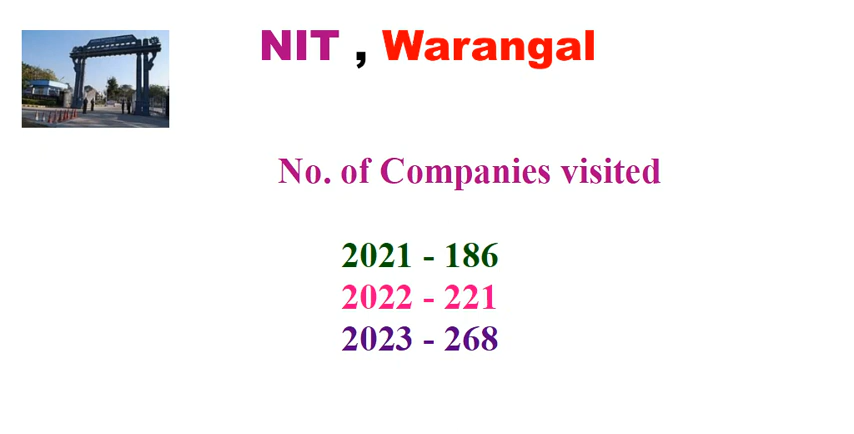 NIT , Warangal
No. of Companies visited
2021 - 186
2022 - 221
2023 - 268